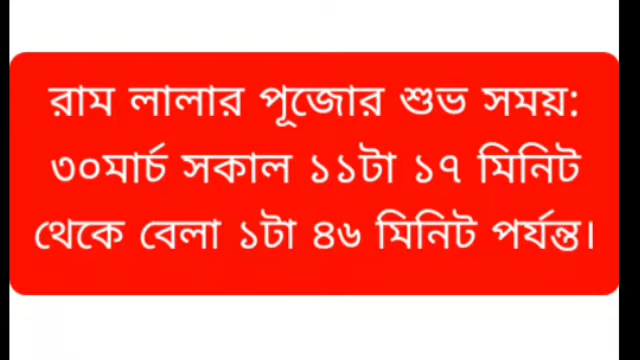 রাম লালার পূজোর শুভ সময়:
৩০মার্চ সকাল ১১টা ১৭ মিনিট
থেকে বেলা ১টা ৪৬ মিনিট পর্যন্ত।